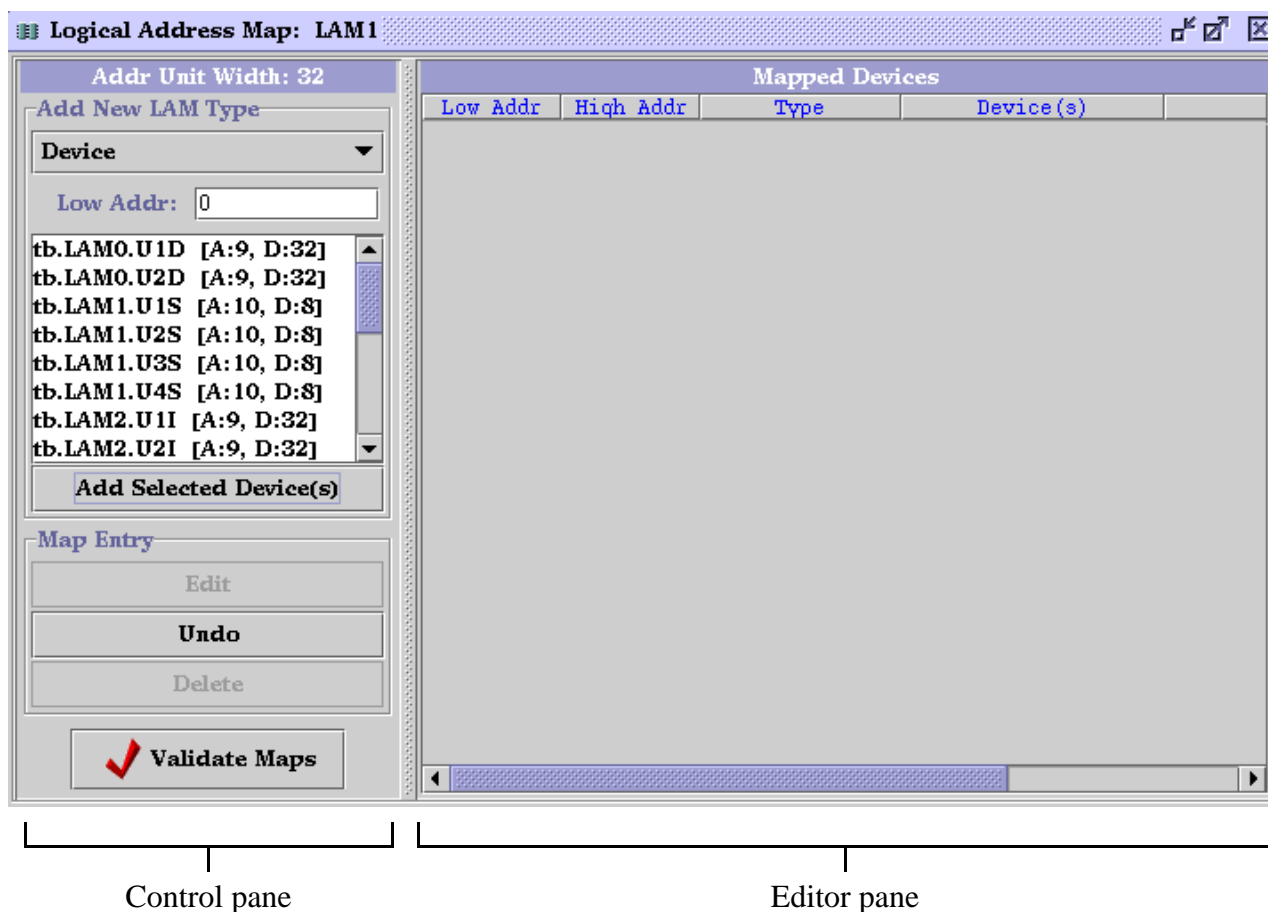 Logical Address Map: LAM1
Addr Unit Width: 32
Add New LAM Type
Device
Low Addr: 0
tb.LAM0.U1D [A:9, D:32]
tb.LAM0.U2D [A:9, D:32]
tb.LAM1.U1S [A:10, D:8]
tb.LAM1.U2S [A:10, D:8]
tb.LAM1.U3S [A:10, D:8]
tb.LAM1.U4S [A:10, D:8]
tb.LAM2.U1I [A:9, D:32]
tb.LAM2.U2I [A:9, D:32]
Add Selected Device(s)
Map Entry
Edit
Undo
Delete
Validate Maps
Mapped Devices
Low Addr High Addr Type Device(s)
Control pane
Editor pane